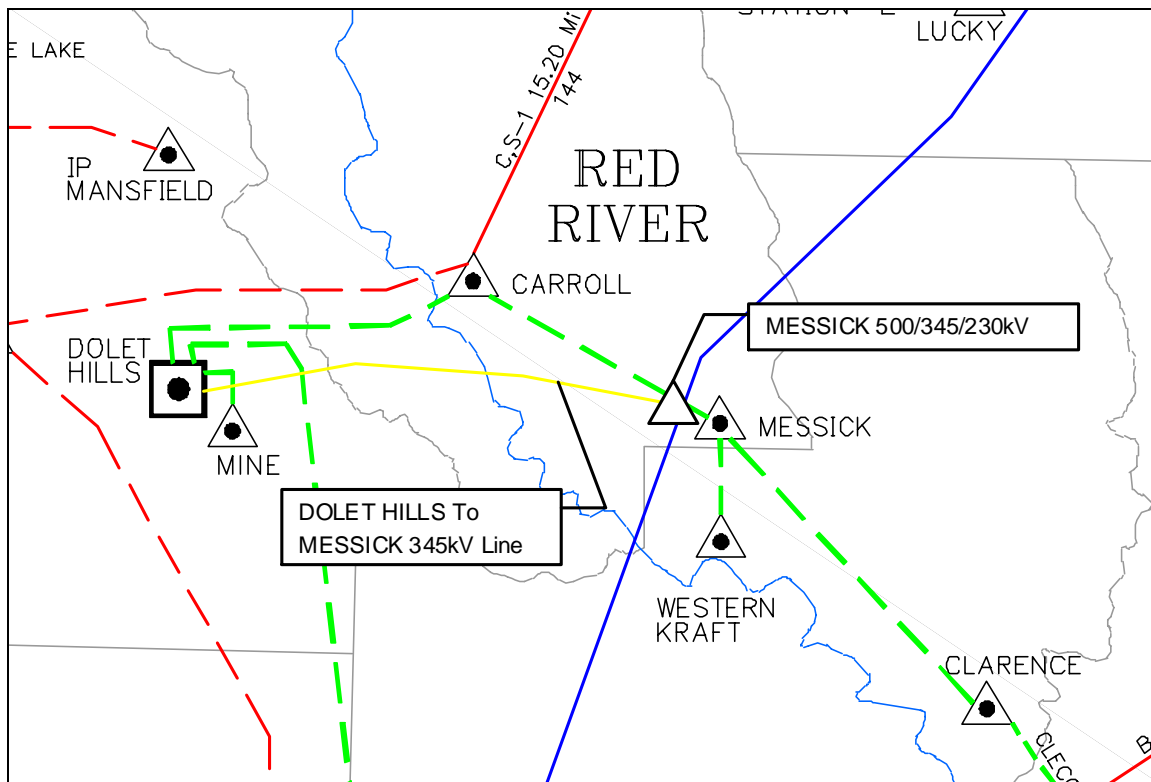 LUCKY
E LAKE
C,S-1 15.20 Mi
144
IP
MANSFIELD
RED
RIVER
CARROLL
MESSICK 500/345/230kV
DOLET
HILLS
MESSICK
MINE
DOLET HILLS To
MESSICK 345kV Line
WESTERN
KRAFT
CLARENCE
CLECO
B